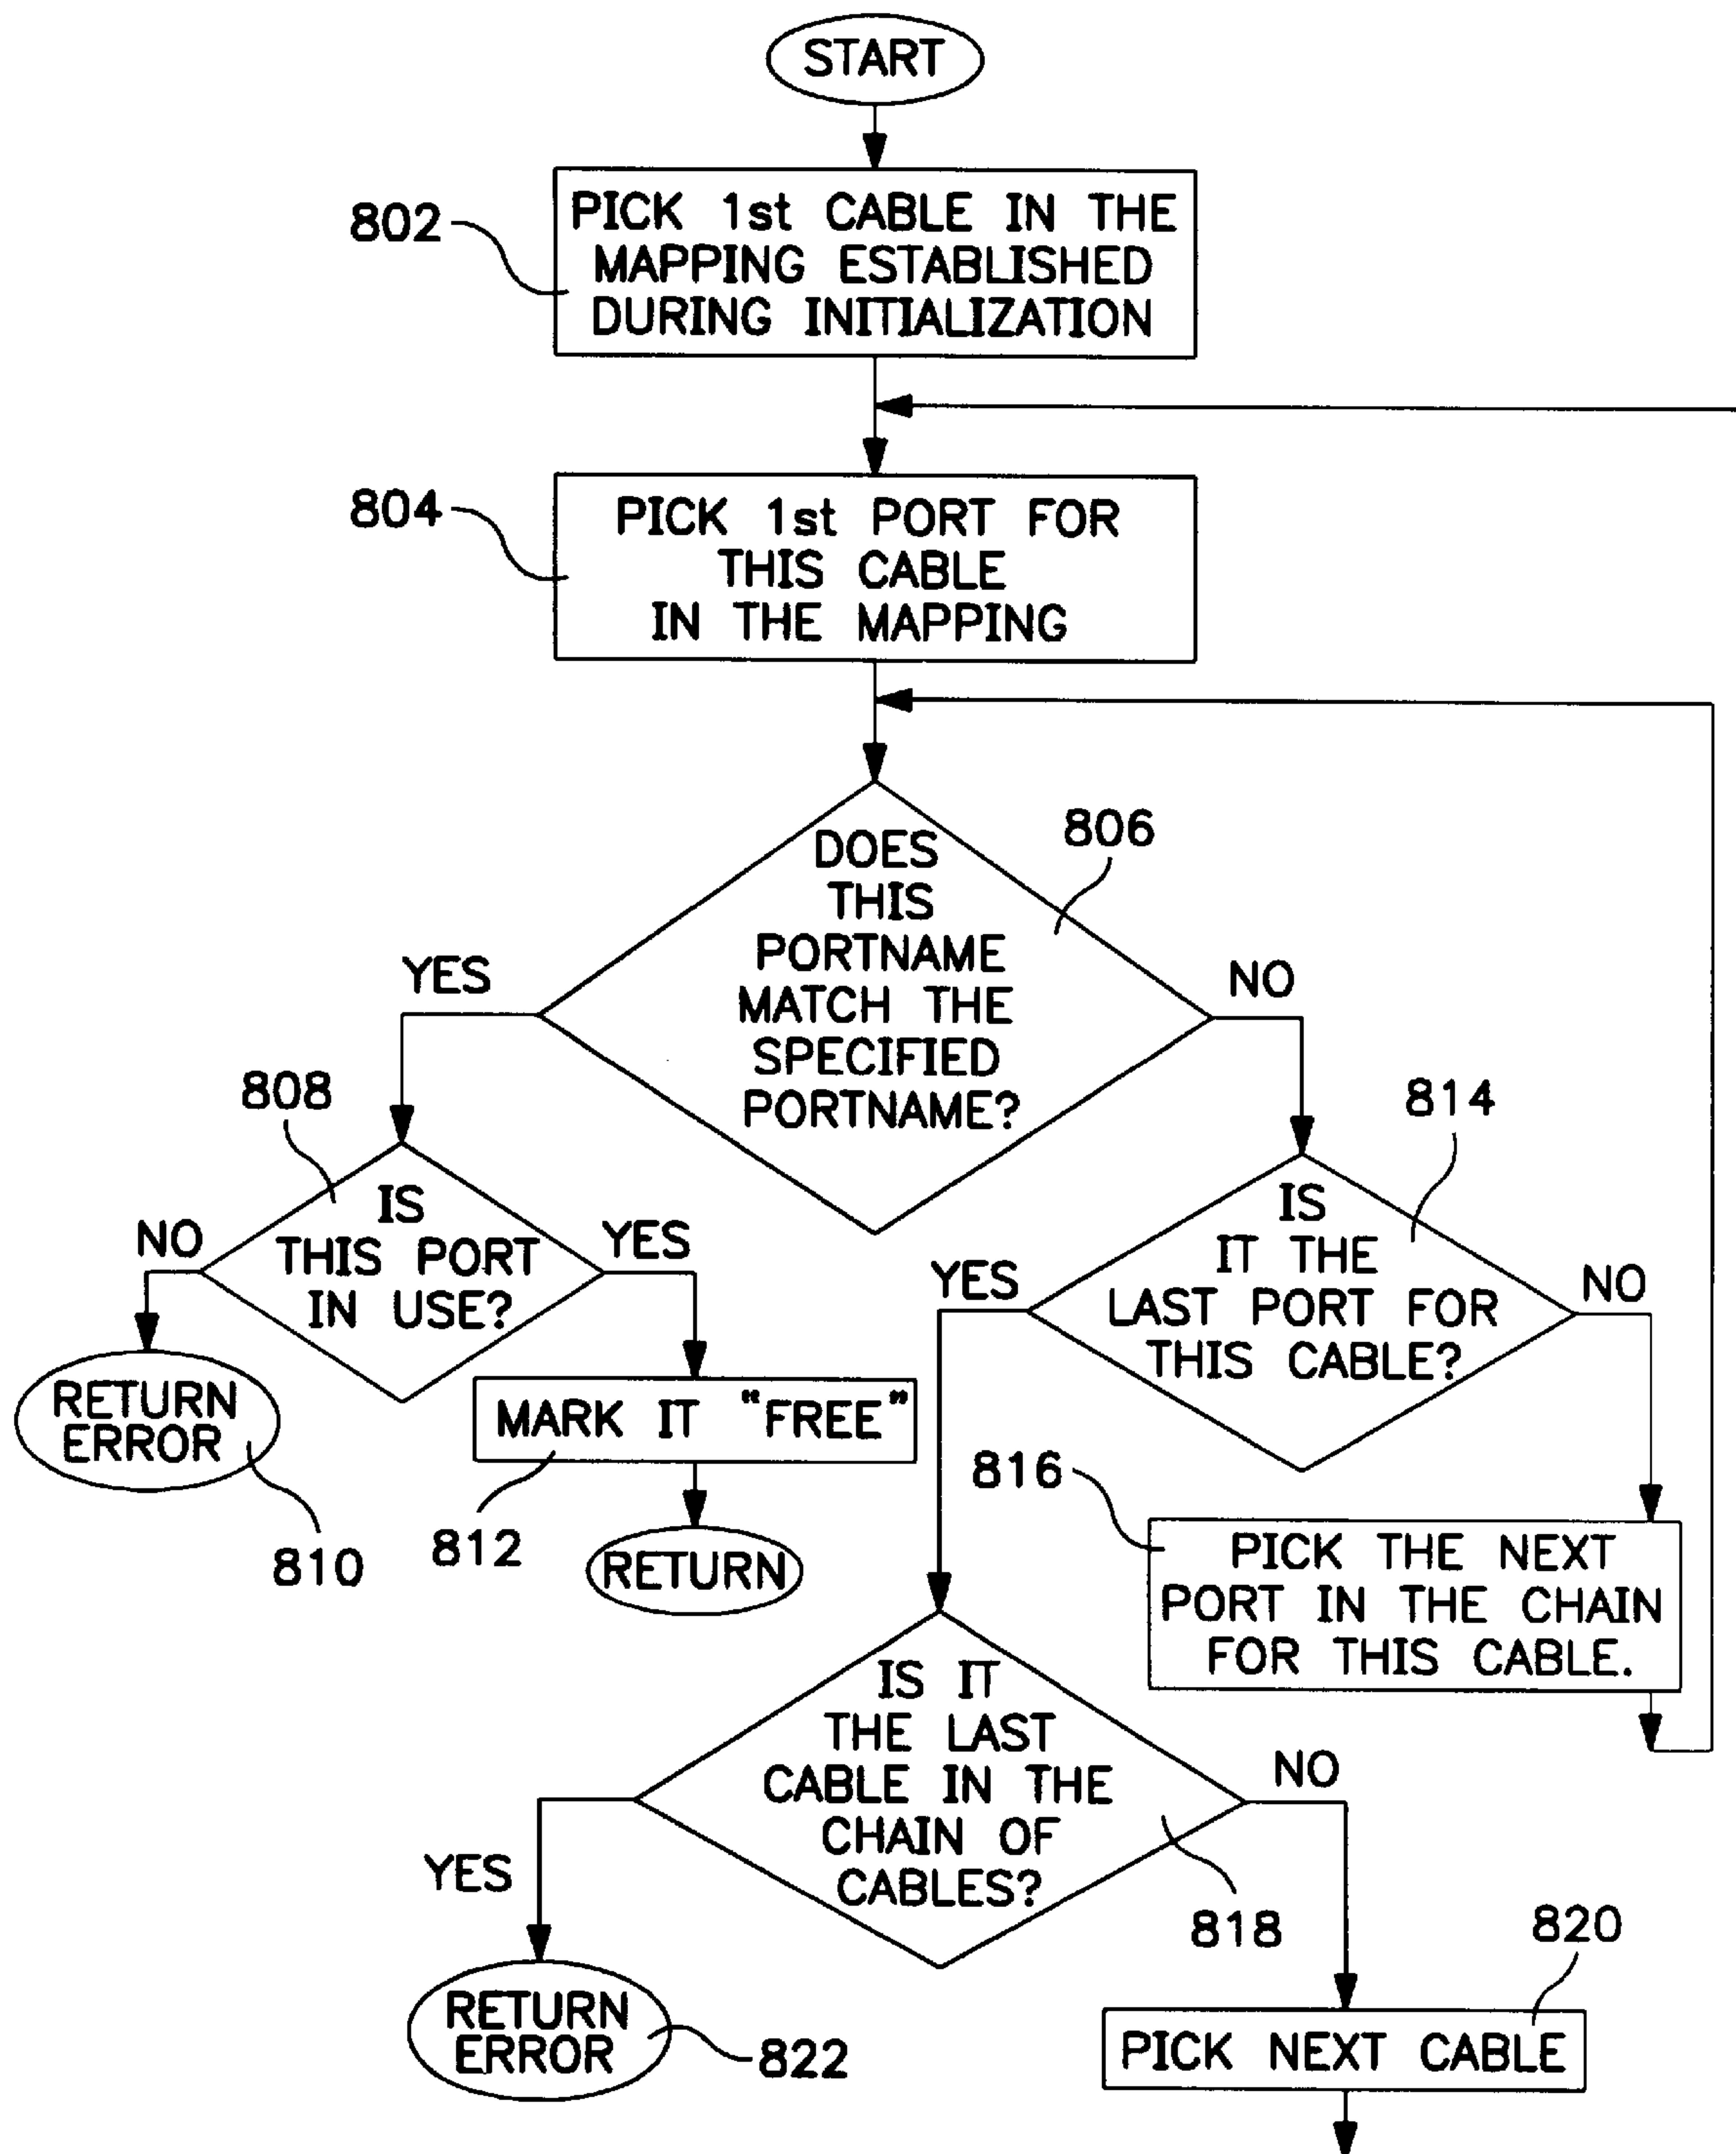 START
802
PICK 1st CABLE IN THE
MAPPING ESTABLISHED
DURING INITIALIZATION
804
PICK 1st PORT FOR
THIS CABLE
IN THE MAPPING
806
DOES
THIS
PORTNAME
MATCH THE
SPECIFIED
PORTNAME?
YES
NO
808
IS
THIS PORT
IN USE?
NO
YES
RETURN
ERROR
810
MARK IT "FREE"
812
RETURN
814
IS
IT THE
LAST PORT FOR
THIS CABLE?
YES
NO
816
PICK THE NEXT
PORT IN THE CHAIN
FOR THIS CABLE.
IS IT
THE LAST
CABLE IN THE
CHAIN OF
CABLES?
818
YES
NO
RETURN
ERROR
822
820
PICK NEXT CABLE